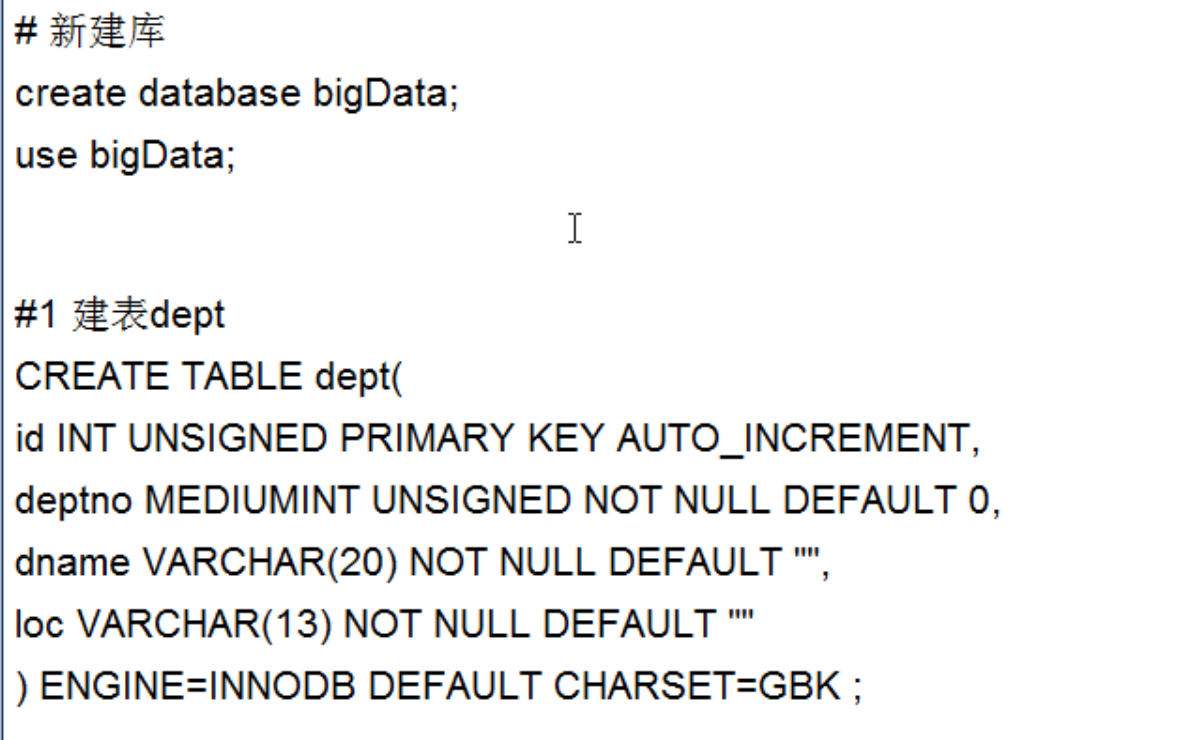 # 新建库
create database bigData;
use bigData;
#1 建表dept
CREATE TABLE dept(
id INT UNSIGNED PRIMARY KEY AUTO_INCREMENT,
deptno MEDIUMINT UNSIGNED NOT NULL DEFAULT 0,
dname VARCHAR(20) NOT NULL DEFAULT "",
loc VARCHAR(13) NOT NULL DEFAULT ""
) ENGINE=INNODB DEFAULT CHARSET=GBK ;